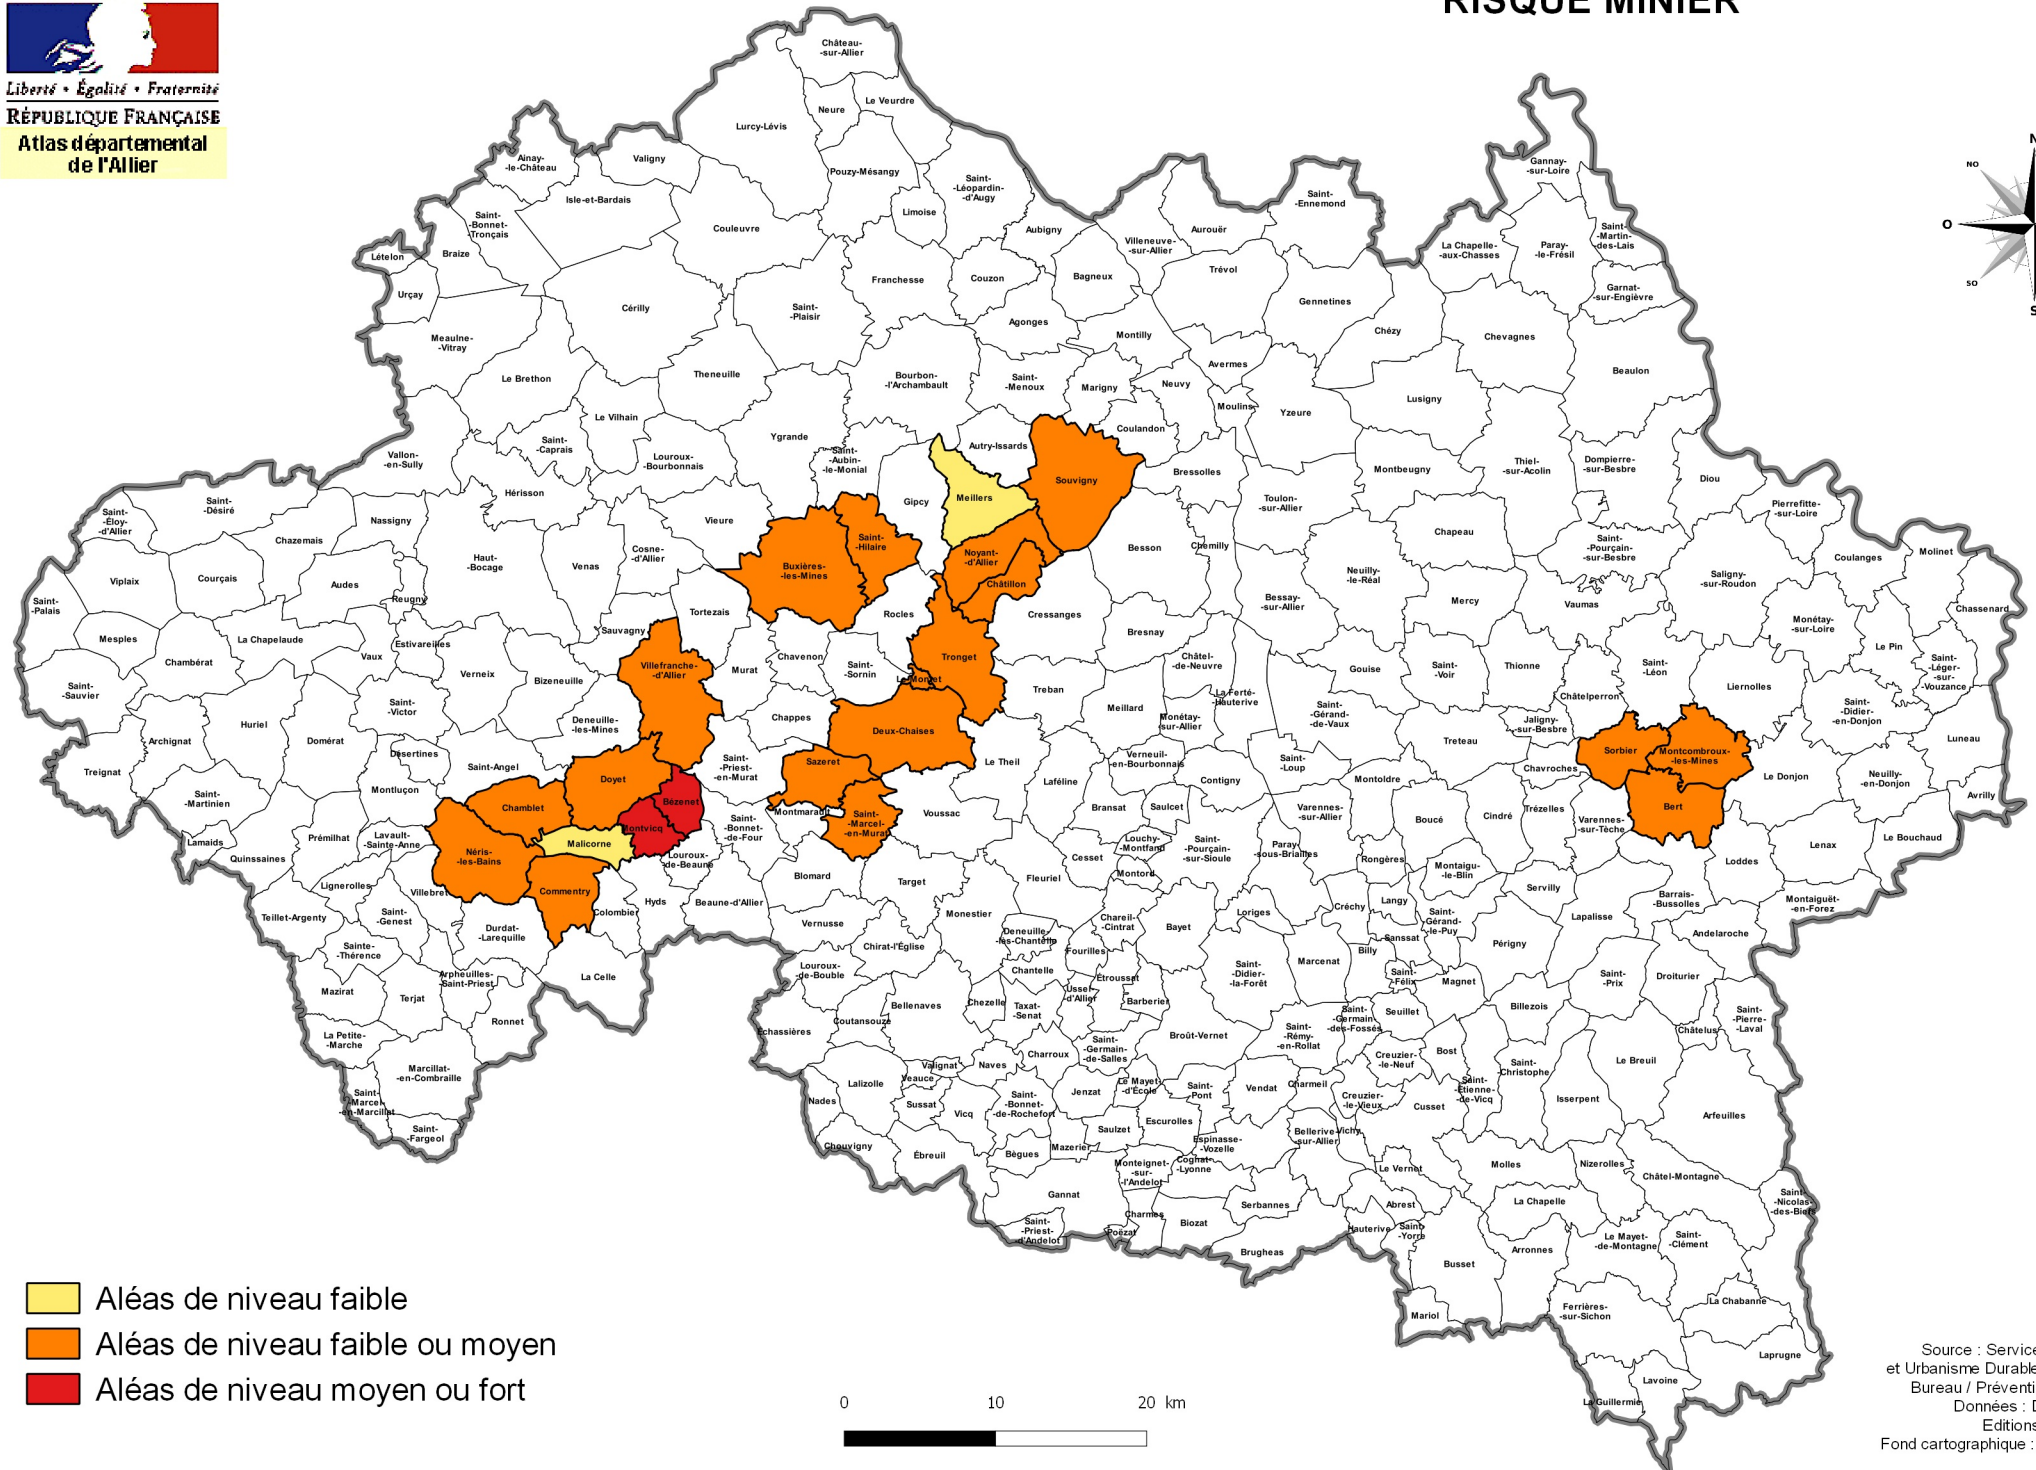 RISQUE MINIER
Liberté • Égalité • Fraternité
RÉPUBLIQUE FRANÇAISE
Atlas départemental
de l'Allier
N
NO
O
SO
S
Château-
-sur-Allier
Neure
Le Veurdre
Lurcy-Lévis
Ainay-
-le-Château
Valigny
Pouzy-Mésangy
Saint-
-Léopardin-
-d'Augy
Isle-et-Bardais
Limoise
Saint-
-Bonnet-
-Tronçais
Couleuvre
Aubigny
Villeneuve-
-sur-Allier
Aurouër
Saint-
-Ennemond
Gannay-
-sur-Loire
Saint-
-Martin-
-des-Lais
La Chapelle-
-aux-Chasses
Paray-
-le-Frésil
Lételon
Braize
Urçay
Franchesse
Couzon
Bagneux
Trévol
Gennetines
Garnat-
-sur-Engièvre
Cérilly
Saint-
-Plaisir
Agonges
Montilly
Chézy
Chevagnes
Meaulne-
-Vitray
Le Brethon
Theneuille
Bourbon-
-l'Archambault
Saint-
-Menoux
Marigny
Neuvy
Avermes
Beaulon
Lusigny
Moulins
Yzeure
Le Vilhain
Ygrande
Coulandon
Autry-Issards
Saint-
-Caprais
Vallon-
-en-Sully
Louroux-
-Bourbonnais
Saint-
-Aubin-
-le-Monial
Souvigny
Bressolles
Montbeugny
Thiel-
-sur-Acolin
Dompierre-
-sur-Besbre
Diou
Hérisson
Gipcy
Meillers
Toulon-
-sur-Allier
Pierrefitte-
-sur-Loire
Saint-
-Désiré
Saint-
-Éloy-
-d'Allier
Nassigny
Vieure
Chazemais
Saint-
-Hilaire
Noyant-
-d'Allier
Besson
Chemilly
Chapeau
Saint-
-Pourçain-
-sur-Besbre
Coulanges
Molinet
Haut-
-Bocage
Venas
Cosne-
-d'Allier
Buxières-
-les-Mines
Châtillon
Neuilly-
-le-Réal
Saligny-
-sur-Roudon
Viplaix
Courçais
Audes
Reugny
Saint-
-Palais
Tortezais
Rocles
Cressanges
Bessay-
-sur-Allier
Mercy
Vaumas
Chassenard
Monétay-
-sur-Loire
Mesples
La Chapelaude
Estivareilles
Sauvagny
Bresnay
Le Pin
Chambérat
Vaux
Verneix
Bizeneuille
Villefranche-
-d'Allier
Murat
Chavenon
Saint-
-Sornin
Tronget
Le Montet
Châtel-
-de-Neuvre
Gouise
Saint-
-Voir
Thionne
Saint-
-Léon
Saint-
-Léger-
-sur-
-Vouzance
Saint-
-Sauvier
Treban
La Ferté-
-Hauterive
Châtelperron
Liernolles
Saint-
-Victor
Huriel
Deneuille-
-les-Mines
Chappes
Deux-Chaises
Meillard
Monétay-
-sur-Allier
Saint-
-Gérand-
-de-Vaux
Jaligny-
-sur-Besbre
Saint-
-Didier-
-en-Donjon
Archignat
Domérat
Désertines
Treteau
Sorbier
Montcombroux-
-les-Mines
Luneau
Treignat
Saint-Angel
Doyet
Saint-
-Priest-
-en-Murat
Sazeret
Le Theil
Verneuil-
-en-Bourbonnais
Saint-
-Loup
Chavroches
Le Donjon
Montluçon
Laféline
Contigny
Montoldre
Neuilly-
-en-Donjon
Avrilly
Saint-
-Martinien
Chamblet
Bézenet
Montmarault
Saint-
-Marcel-
-en-Murat
Voussac
Bransat
Saulcet
Varennes-
-sur-Allier
Boucé
Cindré
Trézelles
Bert
Varennes-
-sur-Tèche
Lamaids
Prémilhat
Lavault-
-Sainte-Anne
Montvicq
Saint-
-Bonnet-
-de-Four
Malicorne
Louchy-
-Montfand
Saint-
-Pourçain-
-sur-Sioule
Paray-
-sous-Briailles
Le Bouchaud
Lenax
Quinssaines
Néris-
-les-Bains
Louroux-
-de-Beaune
Cesset
Rongères
Montaigu-
-le-Blin
Loddes
Lignerolles
Villebret
Commentry
Blomard
Target
Fleuriel
Montord
Servilly
Colombier
Hyds
Beaune-d'Allier
Créchy
Langy
Barrais-
-Bussolles
Montaiguët-
-en-Forez
Teillet-Argenty
Saint-
-Genest
Monestier
Chareil-
-Cintrat
Loriges
Saint-
-Gérand-
-le-Puy
Lapalisse
Durdat-
-Larequille
Vernusse
Bayet
Andelaroche
Sainte-
-Thérence
Chirat-l'Église
Deneuille-
-lès-Chantelle
Fourilles
Sanssat
Billy
Périgny
La Celle
Louroux-
-de-Bouble
Chantelle
Étroussat
Saint-
-Didier-
-la-Forêt
Marcenat
Saint-
-Félix
Magnet
Saint-
-Prix
Droiturier
Arpheuilles-
-Saint-Priest
Mazirat
Terjat
Bellenaves
Chezelle
Taxat-
-Senat
Ussel-
-d'Allier
Barberier
Billezois
Ronnet
Coutansouze
Saint-
-Germain-
-des-Fossés
Seuillet
Saint-
-Pierre-
-Laval
Échassières
La Petite-
-Marche
Broût-Vernet
Saint-
-Rémy-
-en-Rollat
Châtelus
Saint-
-Germain-
-de-Salles
Charroux
Bost
Creuzier-
-le-Neuf
Le Breuil
Marcillat-
-en-Combraille
Valignat
Naves
Saint-
-Christophe
Lalizolle
Veauce
Le Mayet-
-d'École
Saint-
-Pont
Vendat
Charmeil
Jenzat
Saint-
-Étienne-
-de-Vicq
Saint-
-Marcel-
-en-Marcillat
Nades
Sussat
Vicq
Saint-
-Bonnet-
-de-Rochefort
Creuzier-
-le-Vieux
Cusset
Isserpent
Arfeuilles
Saint-
-Fargeol
Saulzet
Escurolles
Bellerive-
-sur-Allier
Vichy
Chouvigny
Ébreuil
Bègues
Mazerier
Espinasse-
-Vozelle
Cognat-
-Lyonne
Monteignet-
-sur-
-l'Andelot
Le Vernet
Molles
Nizerolles
Châtel-Montagne
Gannat
Serbannes
Abrest
La Chapelle
Saint-
-Nicolas-
-des-Biefs
Saint-
-Priest-
-d'Andelot
Charmes
Poëzat
Biozat
Hauterive
Saint-
-Yorre
Brugheas
Arronnes
Le Mayet-
-de-Montagne
Saint-
-Clément
Busset
La Chabanne
Mariol
Ferrières-
-sur-Sichon
Laprugne
Lavoine
La Guillermie
Aléas de niveau faible
Aléas de niveau faible ou moyen
Aléas de niveau moyen ou fort
0 10 20 km
Source : Service
et Urbanisme Durable
Bureau / Préventi
Données : D
Editions
Fond cartographique :